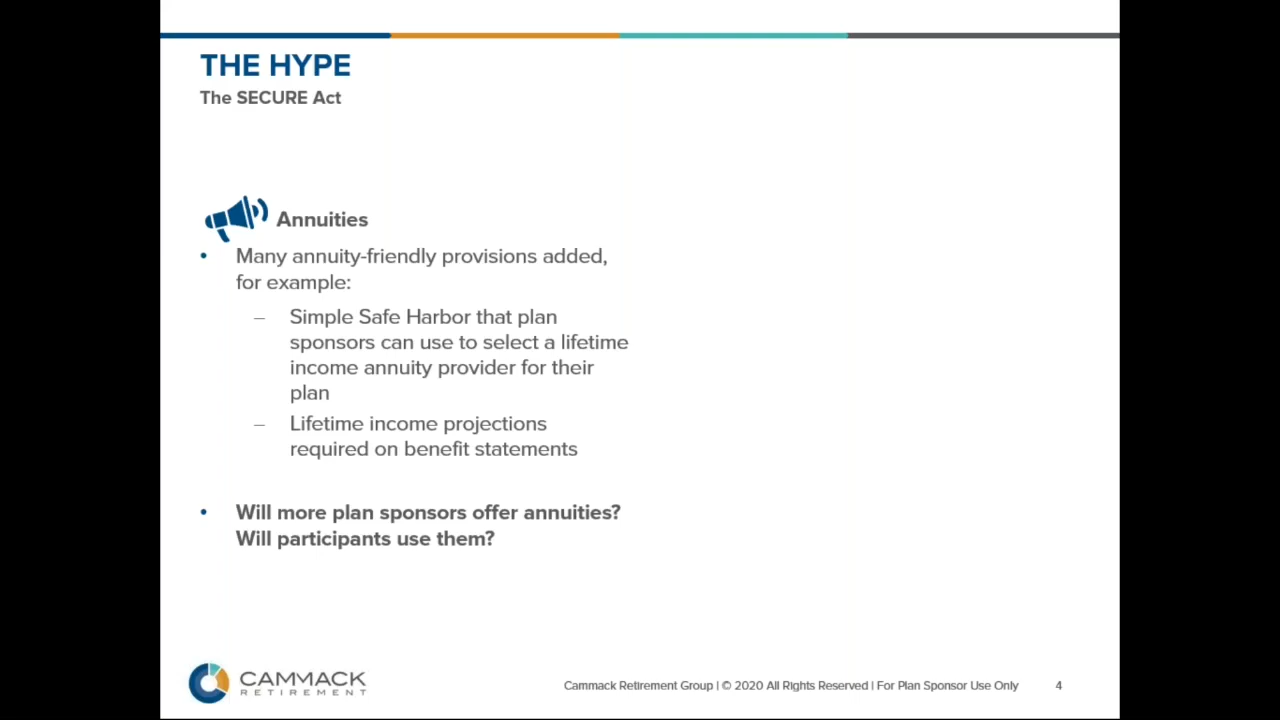 THE HYPE
The SECURE Act
Annuities
• Many annuity-friendly provisions added,
for example:
– Simple Safe Harbor that plan
sponsors can use to select a lifetime
income annuity provider for their
plan
– Lifetime income projections
required on benefit statements
• Will more plan sponsors offer annuities?
Will participants use them?
CAMMACK
RETIREMENT
Cammack Retirement Group | © 2020 All Rights Reserved | For Plan Sponsor Use Only 4